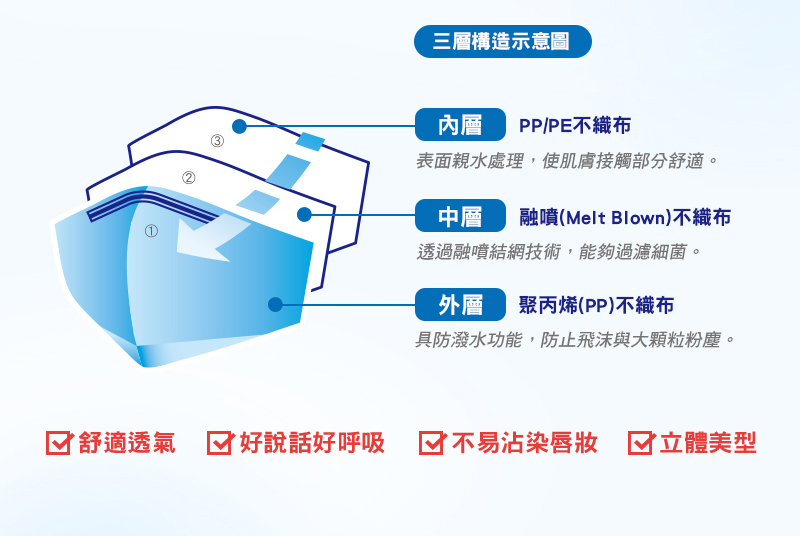 三層構造示意圖
③
內層 PP/PE不織布
表面親水處理，使肌膚接觸部分舒適。
②
中層 融噴(Melt Blown)不織布
①
透過融噴結網技術，能夠過濾細菌。
外層 聚丙烯(PP)不織布
具防潑水功能，防止飛沫與大顆粒粉塵。
舒適透氣 好說話好呼吸 不易沾染唇妝 立體美型